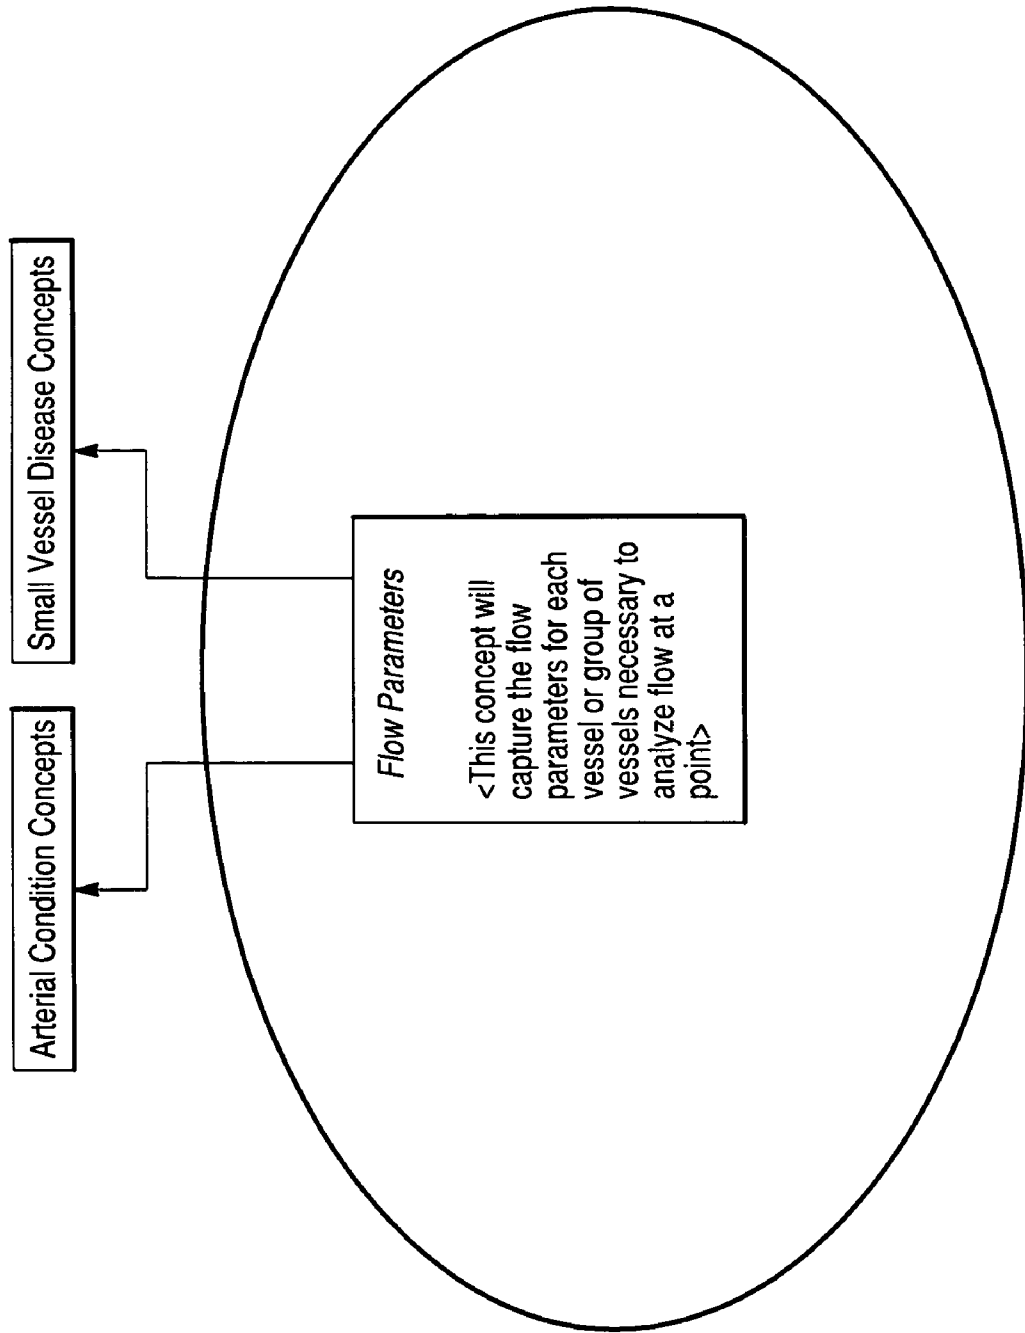 Arterial Condition Concepts
Small Vessel Disease Concepts
Flow Parameters
<This concept will
capture the flow
parameters for each
vessel or group of
vessels necessary to
analyze flow at a
point>